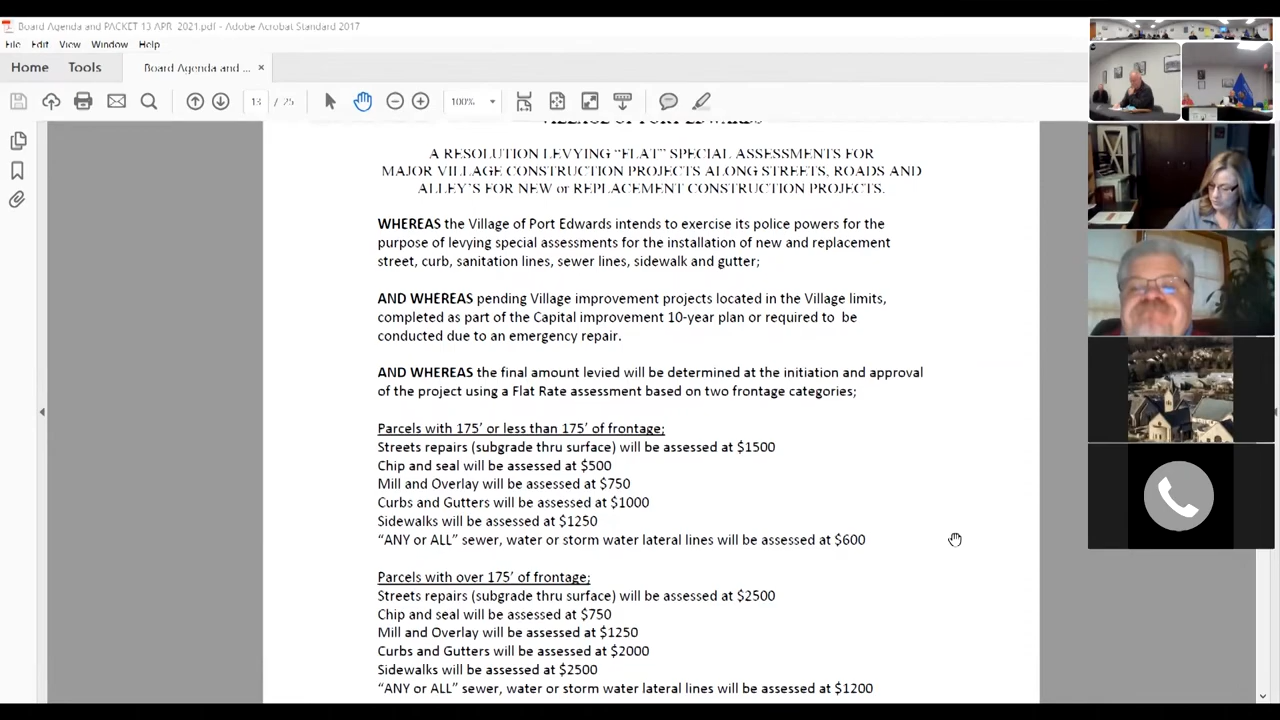 Board Agenda and PACKET 13 APR 2021.pdf - Adobe Acrobat Standard 2017
File Edit View Window Help
Home Tools Board Agenda and ... ×
13 / 25 100%
VILLAGE OF PORT EDWARDS
A RESOLUTION LEVYING “FLAT” SPECIAL ASSESSMENTS FOR
MAJOR VILLAGE CONSTRUCTION PROJECTS ALONG STREETS, ROADS AND
ALLEY’S FOR NEW or REPLACEMENT CONSTRUCTION PROJECTS.
WHEREAS the Village of Port Edwards intends to exercise its police powers for the
purpose of levying special assessments for the installation of new and replacement
street, curb, sanitation lines, sewer lines, sidewalk and gutter;
AND WHEREAS pending Village improvement projects located in the Village limits,
completed as part of the Capital improvement 10-year plan or required to be
conducted due to an emergency repair.
AND WHEREAS the final amount levied will be determined at the initiation and approval
of the project using a Flat Rate assessment based on two frontage categories;
Parcels with 175’ or less than 175’ of frontage;
Streets repairs (subgrade thru surface) will be assessed at $1500
Chip and seal will be assessed at $500
Mill and Overlay will be assessed at $750
Curbs and Gutters will be assessed at $1000
Sidewalks will be assessed at $1250
“ANY or ALL” sewer, water or storm water lateral lines will be assessed at $600
Parcels with over 175’ of frontage;
Streets repairs (subgrade thru surface) will be assessed at $2500
Chip and seal will be assessed at $750
Mill and Overlay will be assessed at $1250
Curbs and Gutters will be assessed at $2000
Sidewalks will be assessed at $2500
“ANY or ALL” sewer, water or storm water lateral lines will be assessed at $1200